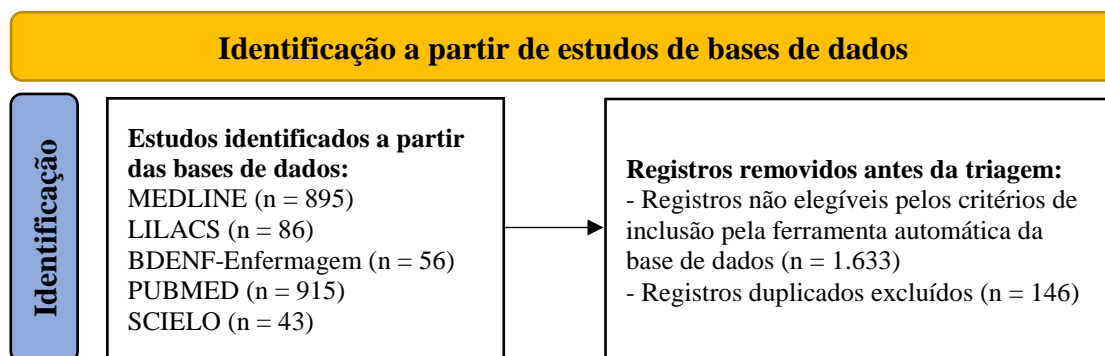 Identificação a partir de estudos de bases de dados
Identificação
Estudos identificados a partir
das bases de dados:
MEDLINE (n = 895)
LILACS (n = 86)
BDENF-Enfermagem (n = 56)
PUBMED (n = 915)
SCIELO (n = 43)
Registros removidos antes da triagem:
- Registros não elegíveis pelos critérios de
inclusão pela ferramenta automática da
base de dados (n = 1.633)
- Registros duplicados excluídos (n = 146)